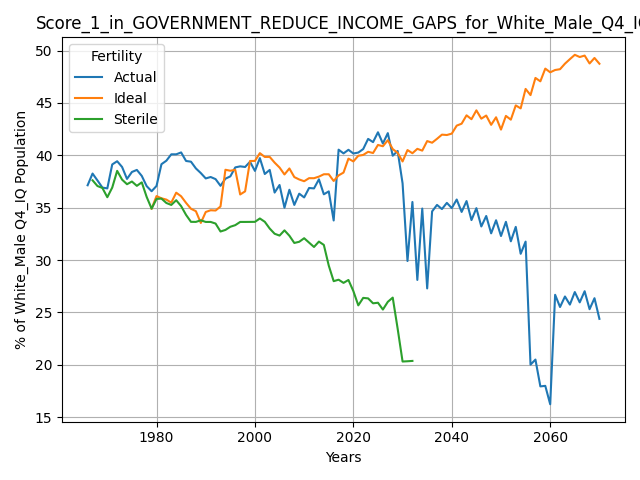 Score_1_in_GOVERNMENT_REDUCE_INCOME_GAPS_for_White_Male_Q4_IQ
Fertility
Actual
Ideal
Sterile
% of White_Male Q4_IQ Population
50
45
40
35
30
25
20
15
1980
2000
2020
2040
2060
Years